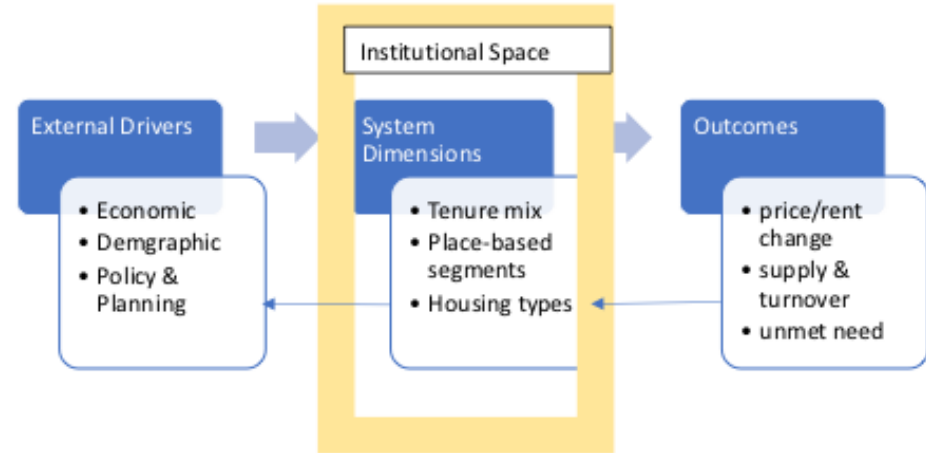 Institutional Space
External Drivers
• Economic
• Demgraphic
• Policy &
Planning
System
Dimensions
• Tenure mix
• Place-based
segments
• Housing types
Outcomes
• price/rent
change
• supply &
turnover
• unmet need